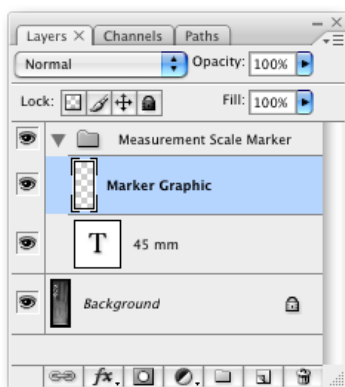 Layers × Channels Paths
Normal Opacity: 100%
Lock: Fill: 100%
Measurement Scale Marker
Marker Graphic
T 45 mm
Background
fx